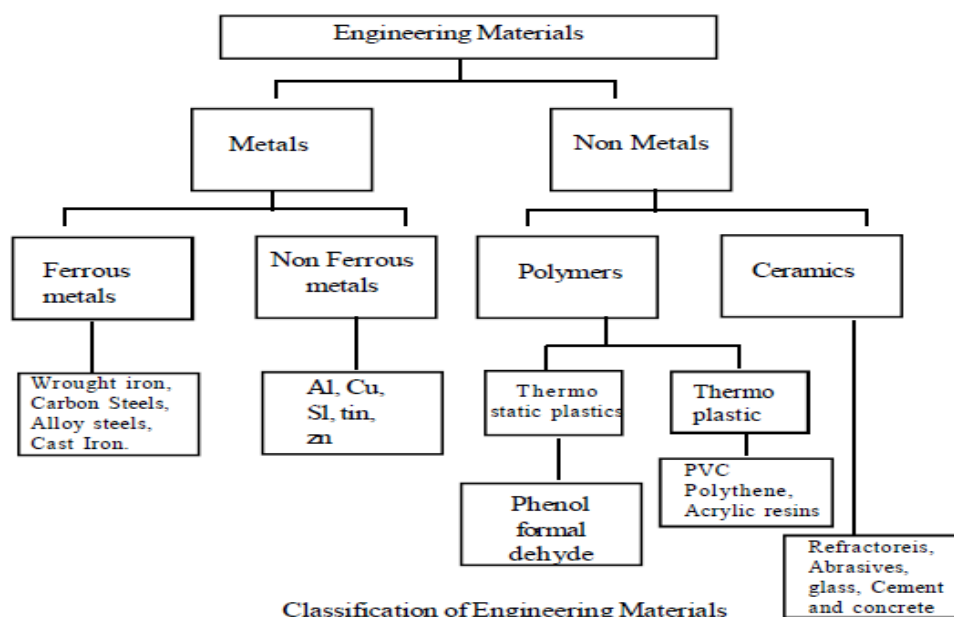 Engineering Materials
Metals
Non Metals
Ferrous
metals
Non Ferrous
metals
Polymers
Ceramics
Wrought iron,
Carbon Steels,
Alloy steels,
Cast Iron.
Al, Cu,
Sl, tin,
zn
Thermo
static plastics
Thermo
plastic
Phenol
formal
dehyde
PVC
Polythene,
Acrylic resins
Refractoreis,
Abrasives,
glass, Cement
and concrete
Classification of Engineering Materials